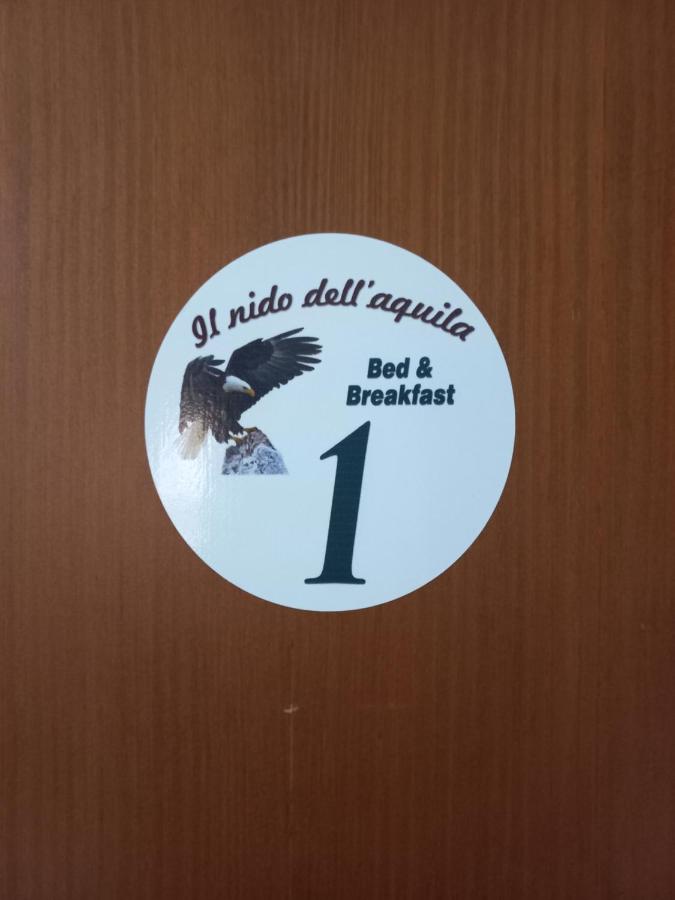 Il nido dell'aquila
Bed &
Breakfast
1